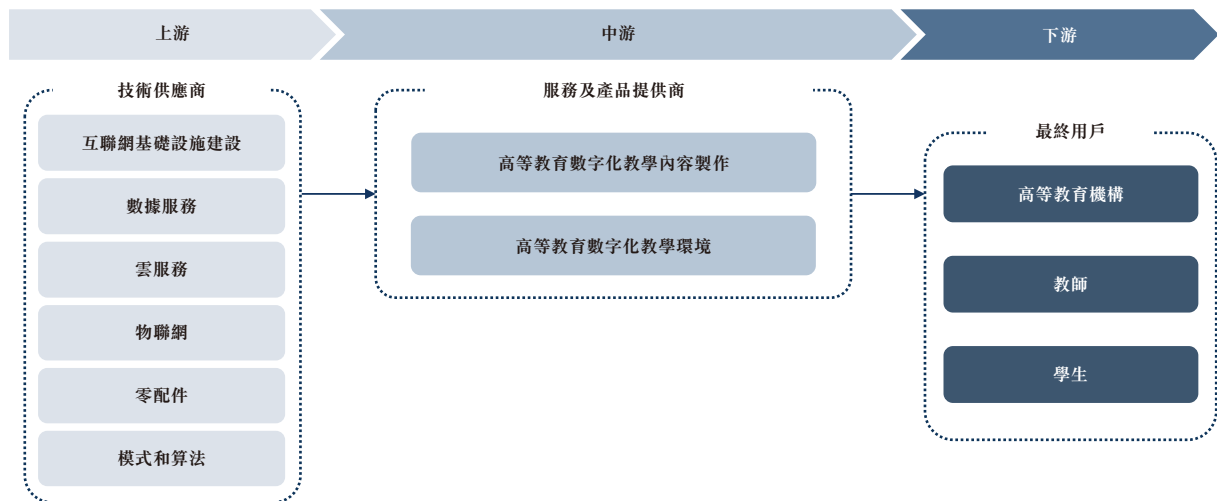 上游
中游
下游
技術供應商
互聯網基礎設施建設
數據服務
雲服務
物聯網
零配件
模式和算法
服務及產品提供商
高等教育數字化教學內容製作
高等教育數字化教學環境
最終用戶
高等教育機構
教師
學生